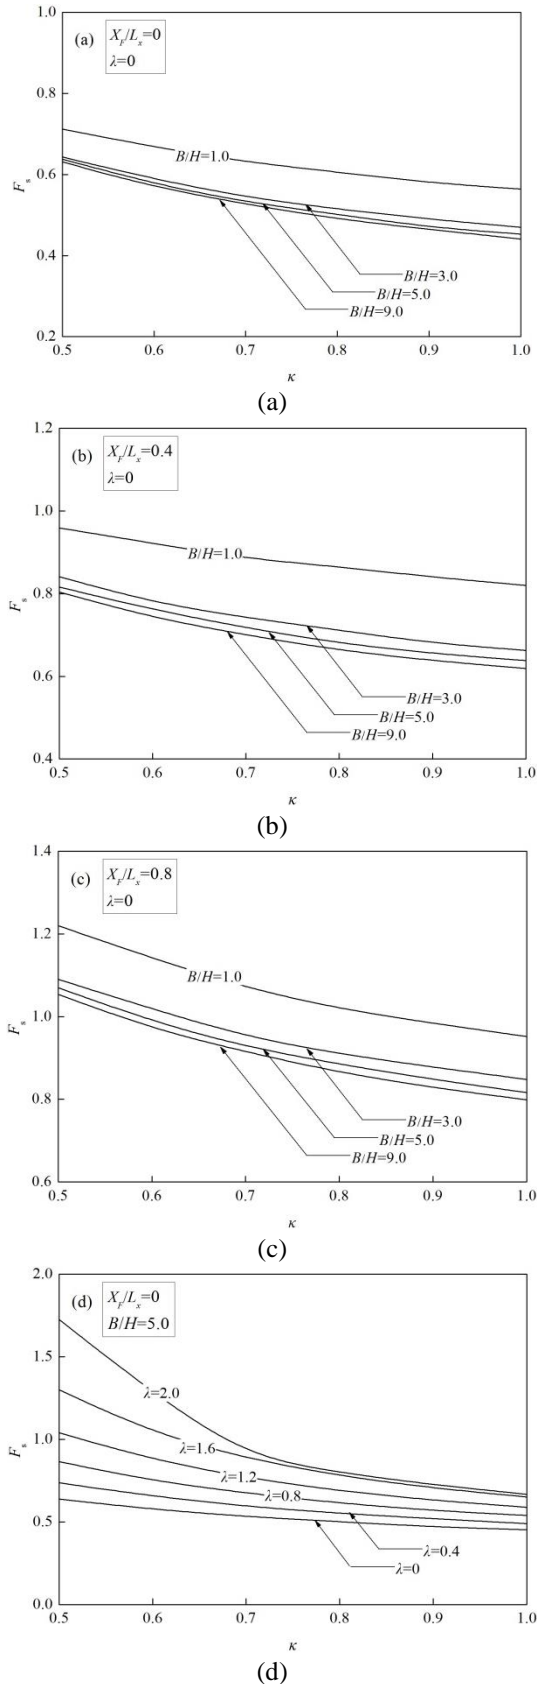 1.0
(a)
X_F/L_x=0
λ=0
0.8
B/H=1.0
F_s
0.6
0.4
B/H=3.0
B/H=5.0
B/H=9.0
0.2
0.5 0.6 0.7 0.8 0.9 1.0
κ
(a)
1.2
(b)
X_F/L_x=0.4
λ=0
1.0
B/H=1.0
0.8
F_s
0.6
B/H=3.0
B/H=5.0
B/H=9.0
0.4
0.5 0.6 0.7 0.8 0.9 1.0
κ
(b)
1.4
(c)
X_F/L_x=0.8
λ=0
1.2
B/H=1.0
F_s
1.0
0.8
B/H=3.0
B/H=5.0
B/H=9.0
0.6
0.5 0.6 0.7 0.8 0.9 1.0
κ
(c)
2.0
(d)
X_F/L_x=0
B/H=5.0
1.5
λ=2.0
F_s
1.0
λ=1.6
λ=1.2
λ=0.8
0.5
λ=0.4
λ=0
0.0
0.5 0.6 0.7 0.8 0.9 1.0
κ
(d)